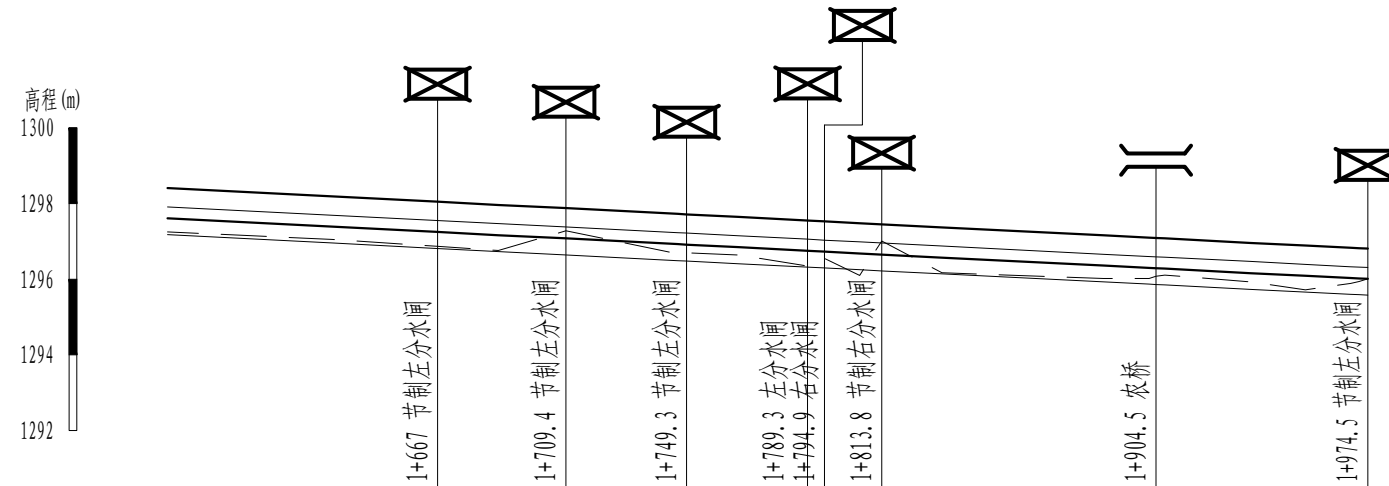 高程(m)
1300
1298
1296
1294
1292
1+667 节制左分水闸
1+709.4 节制左分水闸
1+749.3 节制左分水闸
1+789.3 左分水闸
1+794.9 右分水闸
1+813.8 节制右分水闸
1+904.5 农桥
1+974.5 节制左分水闸